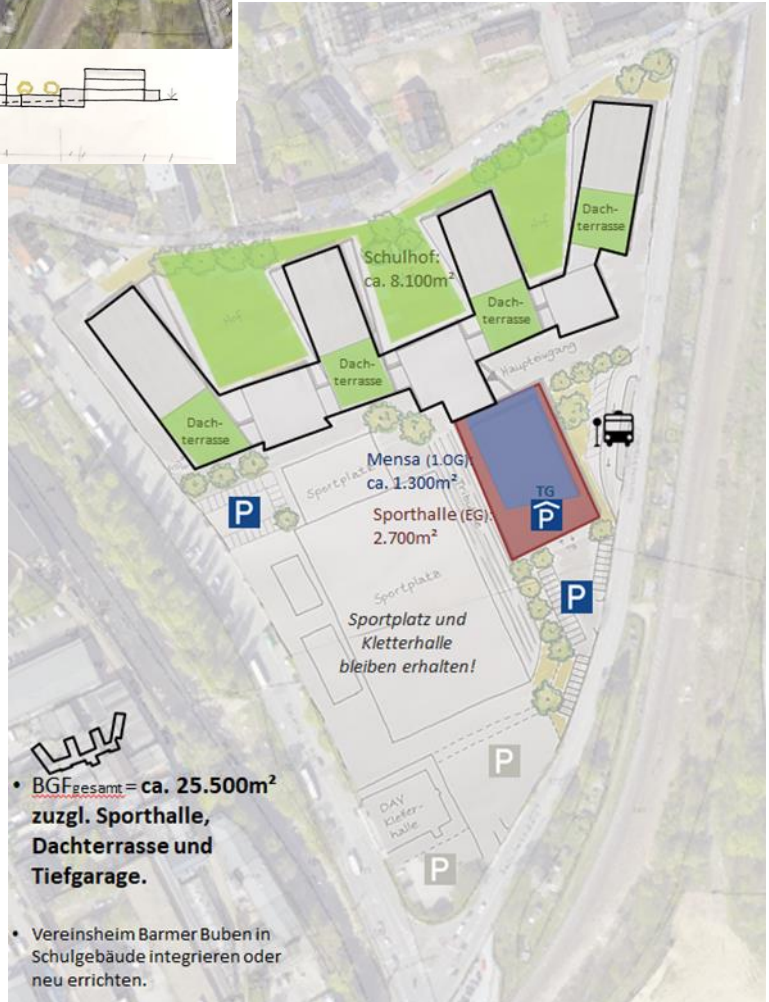 Dach-
terrasse
Hof
Schulhof:
ca. 8.100m²
Dach-
terrasse
Hof
Haupteingang
Dach-
terrasse
Dach-
terrasse
Mensa (1.OG):
ca. 1.300m²
Sportplatz
P
TG
P
Sporthalle (EG):
2.700m²
Sportplatz
P
Sportplatz und
Kletterhalle
bleiben erhalten!
P
DAV
Kletter-
halle
P
• BGFgesamt = ca. 25.500m²
zuzgl. Sporthalle,
Dachterrasse und
Tiefgarage.
• Vereinsheim Barmer Buben in
Schulgebäude integrieren oder
neu errichten.